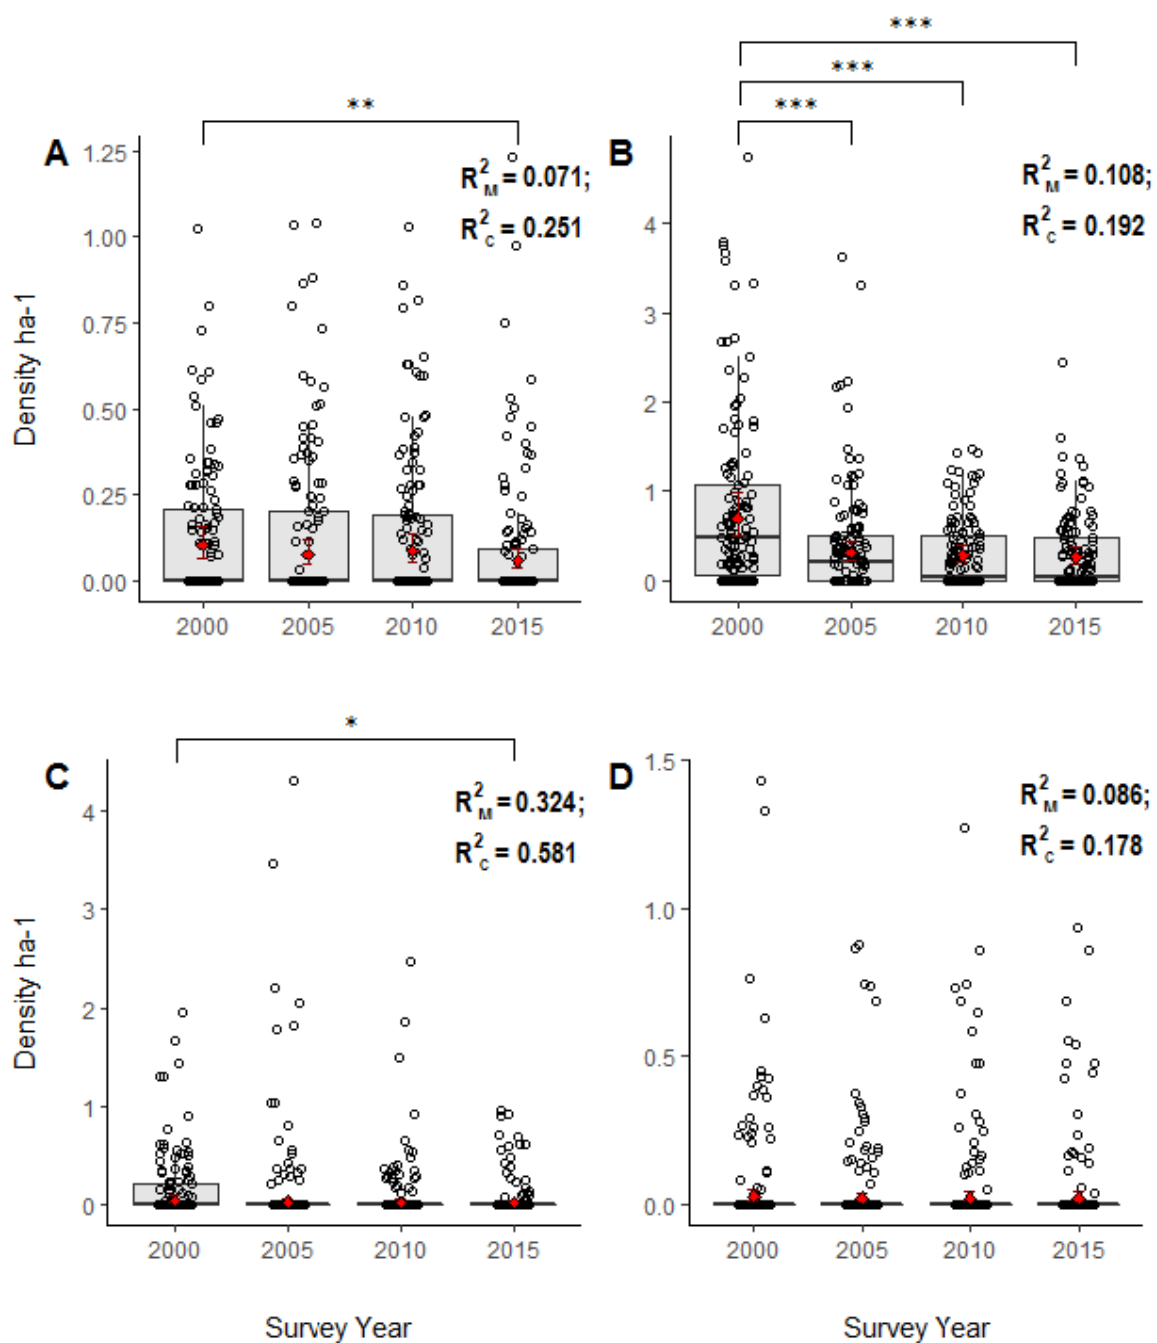 ***
***
** ***
A B
R²M = 0.071;
R²C = 0.251
R²M = 0.108;
R²C = 0.192
Density ha-1
1.25
1.00
0.75
0.50
0.25
0.00
2000 2005 2010 2015
4
3
2
1
0
2000 2005 2010 2015
*
C D
R²M = 0.324;
R²C = 0.581
R²M = 0.086;
R²C = 0.178
Density ha-1
4
3
2
1
0
2000 2005 2010 2015
1.5
1.0
0.5
0.0
2000 2005 2010 2015
Survey Year Survey Year